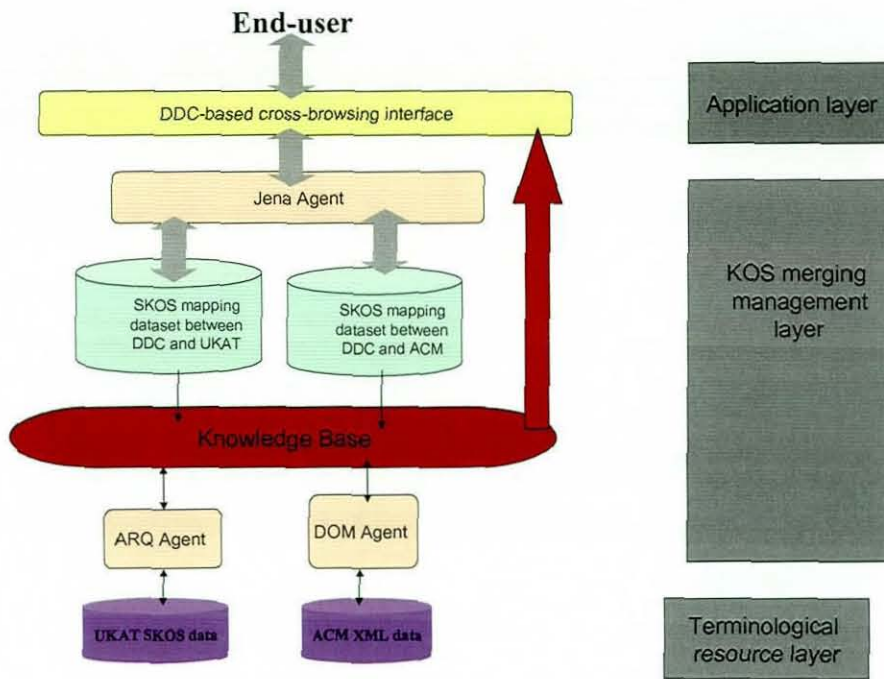 End-user
DDC-based cross-browsing interface
Application layer
Jena Agent
SKOS mapping
dataset between
DDC and UKAT
SKOS mapping
dataset between
DDC and ACM
KOS merging
management
layer
Knowledge Base
ARQ Agent
DOM Agent
UKAT SKOS data
ACM XML data
Terminological
resource layer